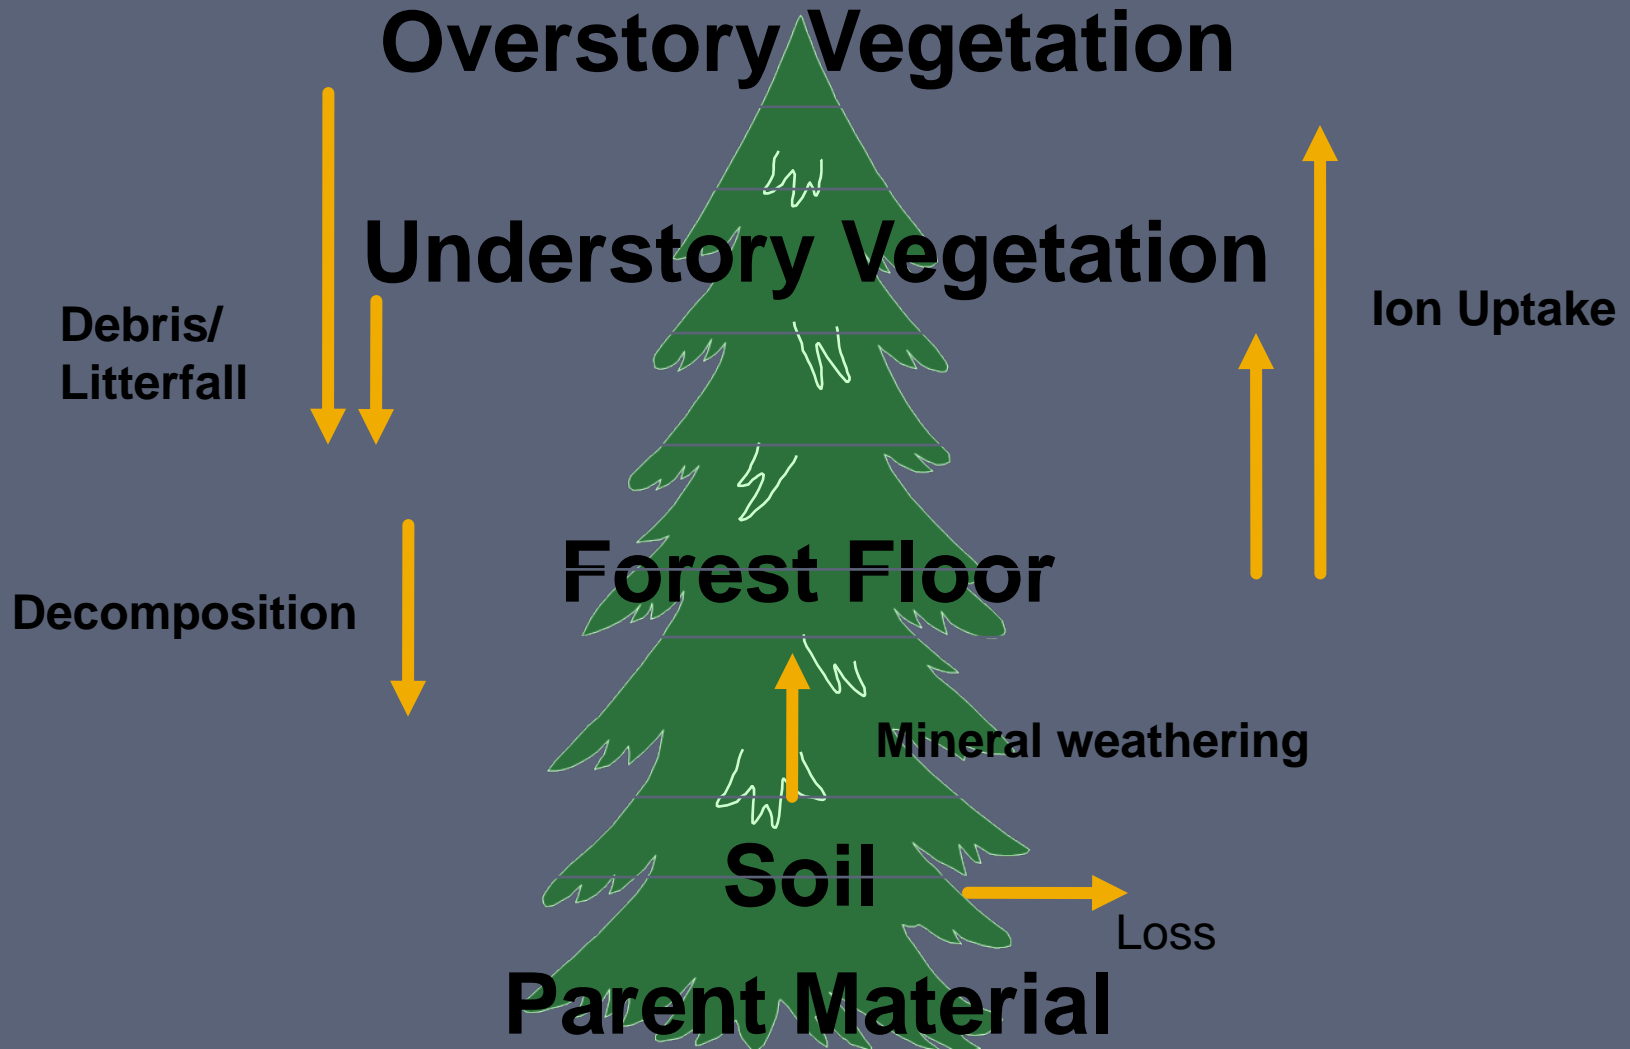 Overstory Vegetation
Understory Vegetation
Debris/
Litterfall
Ion Uptake
Forest Floor
Decomposition
Mineral weathering
Soil
Loss
Parent Material